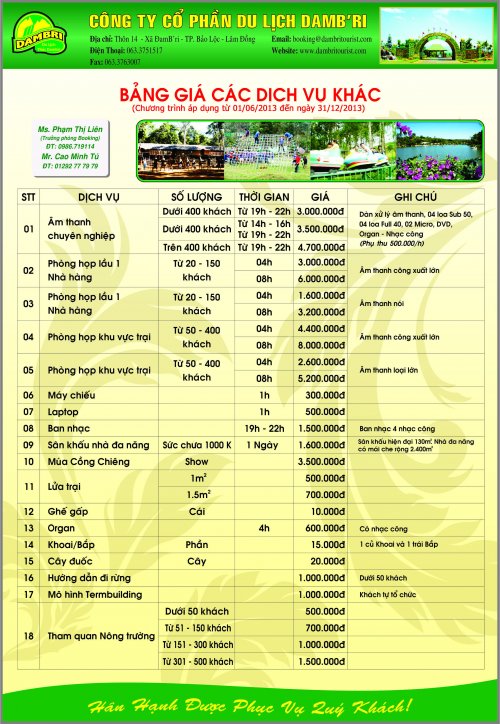 DAMBRI
CÔNG TY CỔ PHẦN DU LỊCH DAMB'RI
Địa chỉ: Thôn 14 - Xã ĐamB'ri - TP. Bảo Lộc - Lâm Đồng
Điện Thoại: 063.3751517
Fax: 063.3763007
Email: booking@dambritourist.com
Website: www.dambritourist.com
BẢNG GIÁ CÁC DICH VU KHÁC
(Chương trình áp dụng từ 01/06/2013 đến ngày 31/12/2013)
Ms. Phạm Thị Liên
(Trưởng phòng Booking)
ĐT: 0986.719114
Mr. Cao Minh Tú
ĐT: 01292 77 79 79
STT DỊCH VỤ SỐ LƯỢNG THỜI GIAN GIÁ GHI CHÚ
01 Âm thanh chuyên nghiệp
Dưới 400 khách Từ 19h - 22h 3.000.000đ
Dưới 400 khách Từ 14h - 16h Từ 19h - 22h 3.500.000đ
Trên 400 khách Từ 19h - 22h 4.700.000đ
Dàn xử lý âm thanh, 04 loa Sub 50,
04 loa Full 40, 02 Micro, DVD,
Organ - Nhạc công
(Phụ thu 500.000/h)
02 Phòng họp lầu 1 Nhà hàng Từ 20 - 150 khách
04h 3.000.000đ
08h 6.000.000đ
Âm thanh công xuất lớn
03 Phòng họp lầu 1 Nhà hàng Từ 20 - 150 khách
04h 1.600.000đ
08h 3.200.000đ
Âm thanh nói
04 Phòng họp khu vực trại Từ 50 - 400 khách
04h 4.400.000đ
08h 8.000.000đ
Âm thanh công xuất lớn
05 Phòng họp khu vực trại Từ 50 - 400 khách
04h 2.600.000đ
08h 5.200.000đ
Âm thanh loại lớn
06 Máy chiếu 1h 300.000đ
07 Laptop 1h 500.000đ
08 Ban nhạc 19h - 22h 1.500.000đ Ban nhạc 4 nhạc công
09 Sân khấu nhà đa năng Sức chưa 1000 K 1 Ngày 1.600.000đ Sân khấu hiện đại 130m². Nhà đa năng có mái che rộng 2.400m²
10 Múa Cồng Chiêng Show 3.500.000đ
11 Lửa trại
1m² 500.000đ
1.5m² 700.000đ
12 Ghế gấp Cái 10.000đ
13 Organ 4h 600.000đ Có nhạc công
14 Khoai/Bắp Phần 15.000đ 1 củ Khoai và 1 trái Bắp
15 Cây đuốc Cây 20.000đ
16 Hướng dẫn đi rừng 1.000.000đ Dưới 50 khách
17 Mô hình Termbuilding 1.000.000đ Khách tự tổ chức
18 Tham quan Nông trường
Dưới 50 khách 500.000đ
Từ 51 - 150 khách 700.000đ
Từ 151 - 300 khách 1.000.000đ
Từ 301 - 500 khách 1.500.000đ
Hân Hạnh Được Phục Vụ Quý Khách!